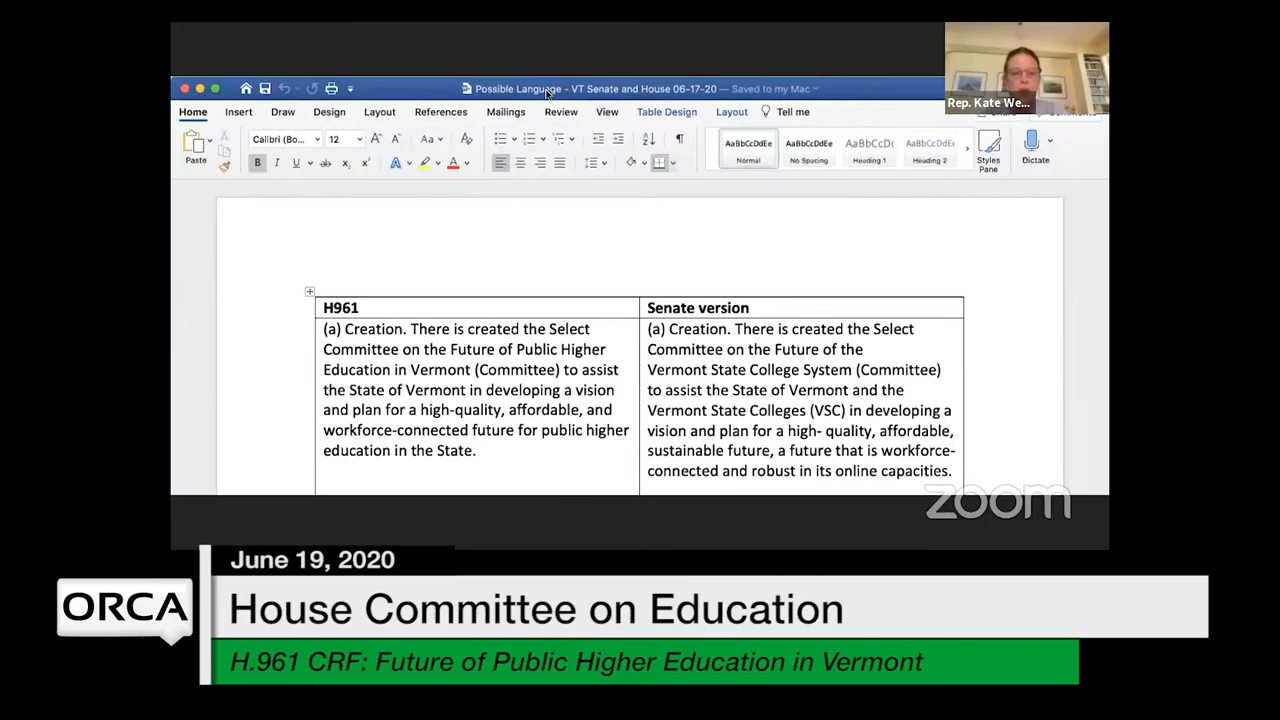 Possible Language - VT Senate and House 06-17-20 — Saved to my Mac
Rep. Kate We...
Home Insert Draw Design Layout References Mailings Review View Table Design Layout Tell me
Paste
Calibri (Bo... 12
Aa
B I U ab x₂ x² A A
AaBbCcDdEe AaBbCcDdEe AaBbCcDc AaBbCcDdEe
Normal No Spacing Heading 1 Heading 2
Styles Pane
Dictate
H961
(a) Creation. There is created the Select
Committee on the Future of Public Higher
Education in Vermont (Committee) to assist
the State of Vermont in developing a vision
and plan for a high-quality, affordable, and
workforce-connected future for public higher
education in the State.
Senate version
(a) Creation. There is created the Select
Committee on the Future of the
Vermont State College System (Committee)
to assist the State of Vermont and the
Vermont State Colleges (VSC) in developing a
vision and plan for a high- quality, affordable,
sustainable future, a future that is workforce-
connected and robust in its online capacities.
zoom
June 19, 2020
ORCA
House Committee on Education
H.961 CRF: Future of Public Higher Education in Vermont